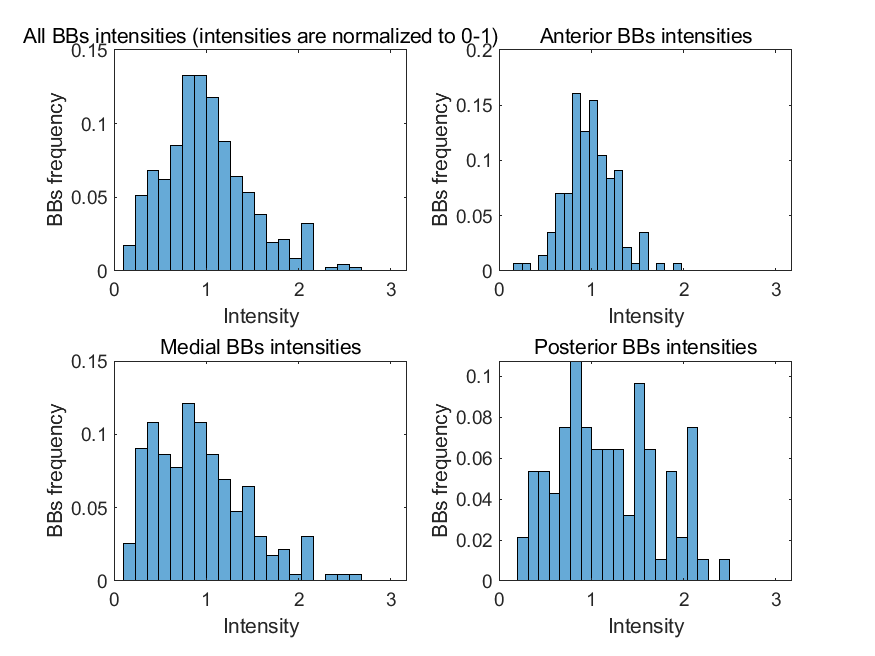 All BBs intensities (intensities are normalized to 0-1)
0.15
0.1
0.05
0
BBs frequency
0 1 2 3
Intensity
Anterior BBs intensities
0.2
0.15
0.1
0.05
0
BBs frequency
0 1 2 3
Intensity
Medial BBs intensities
0.15
0.1
0.05
0
BBs frequency
0 1 2 3
Intensity
Posterior BBs intensities
0.1
0.08
0.06
0.04
0.02
0
BBs frequency
0 1 2 3
Intensity